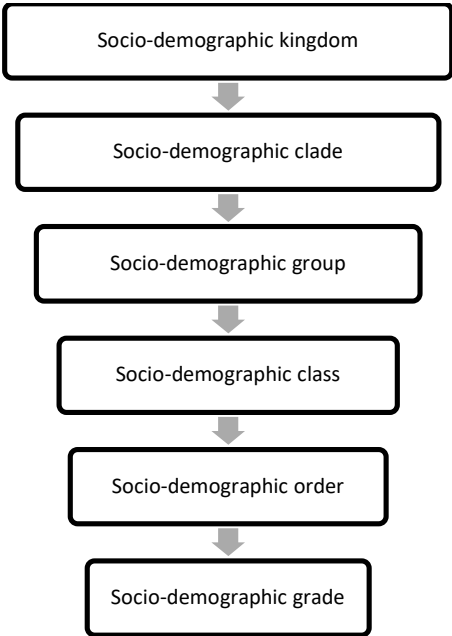 Socio-demographic kingdom
Socio-demographic clade
Socio-demographic group
Socio-demographic class
Socio-demographic order
Socio-demographic grade